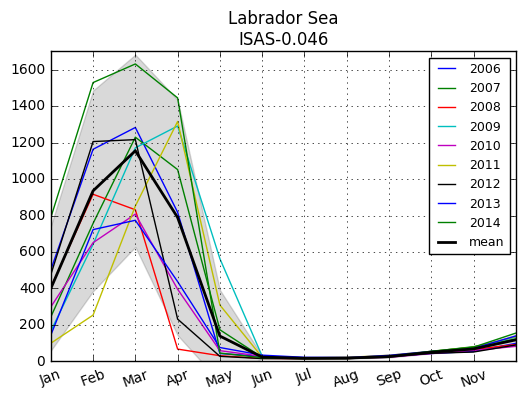 Labrador Sea
ISAS-0.046
1600
1400
1200
1000
800
600
400
200
0
Jan
Feb
Mar
Apr
May
Jun
Jul
Aug
Sep
Oct
Nov
2006
2007
2008
2009
2010
2011
2012
2013
2014
mean